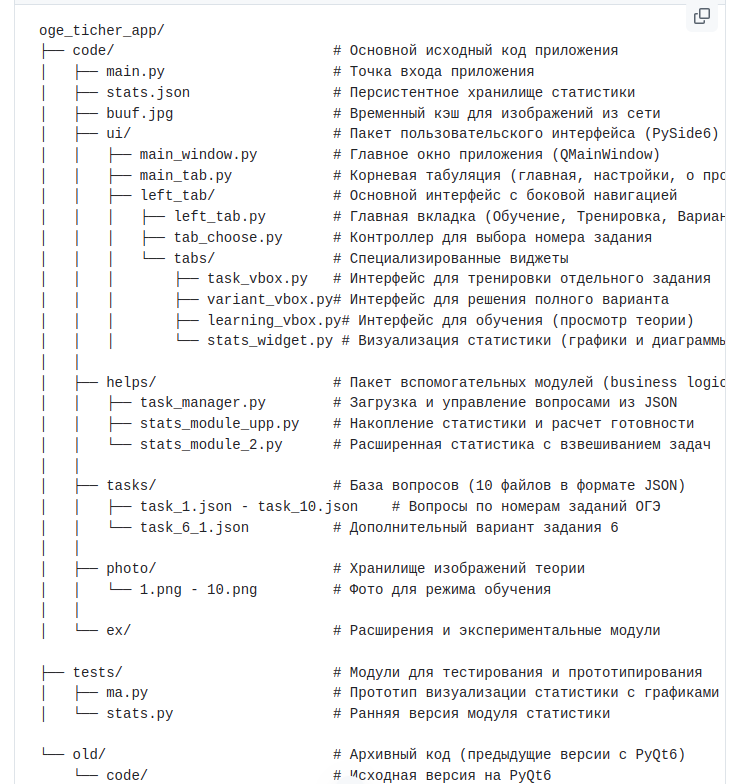 oge_ticher_app/
├── code/                          # Основной исходный код приложения
│   ├── main.py                    # Точка входа приложения
│   ├── stats.json                 # Персистентное хранилище статистики
│   ├── buuf.jpg                   # Временный кэш для изображений из сети
│   ├── ui/                        # Пакет пользовательского интерфейса (PySide6)
│   │   ├── main_window.py         # Главное окно приложения (QMainWindow)
│   │   ├── main_tab.py            # Корневая табуляция (главная, настройки, о про
│   │   ├── left_tab/              # Основной интерфейс с боковой навигацией
│   │   │   ├── left_tab.py        # Главная вкладка (Обучение, Тренировка, Вариан
│   │   │   ├── tab_choose.py      # Контроллер для выбора номера задания
│   │   │   └── tabs/              # Специализированные виджеты
│   │   │       ├── task_vbox.py   # Интерфейс для тренировки отдельного задания
│   │   │       ├── variant_vbox.py# Интерфейс для решения полного варианта
│   │   │       ├── learning_vbox.py# Интерфейс для обучения (просмотр теории)
│   │   │       └── stats_widget.py # Визуализация статистики (графики и диаграммы
│   │
│   ├── helps/                     # Пакет вспомогательных модулей (business logic
│   │   ├── task_manager.py        # Загрузка и управление вопросами из JSON
│   │   ├── stats_module_upp.py    # Накопление статистики и расчет готовности
│   │   └── stats_module_2.py      # Расширенная статистика с взвешиванием задач
│   │
│   ├── tasks/                     # База вопросов (10 файлов в формате JSON)
│   │   ├── task_1.json - task_10.json    # Вопросы по номерам заданий ОГЭ
│   │   └── task_6_1.json          # Дополнительный вариант задания 6
│   │
│   ├── photo/                     # Хранилище изображений теории
│   │   └── 1.png - 10.png         # Фото для режима обучения
│   │
│   └── ex/                        # Расширения и экспериментальные модули

├── tests/                         # Модули для тестирования и прототипирования
│   ├── ma.py                      # Прототип визуализации статистики с графиками
│   └── stats.py                   # Ранняя версия модуля статистики

└── old/                           # Архивный код (предыдущие версии с PyQt6)
    └── code/                      # Исходная версия на PyQt6